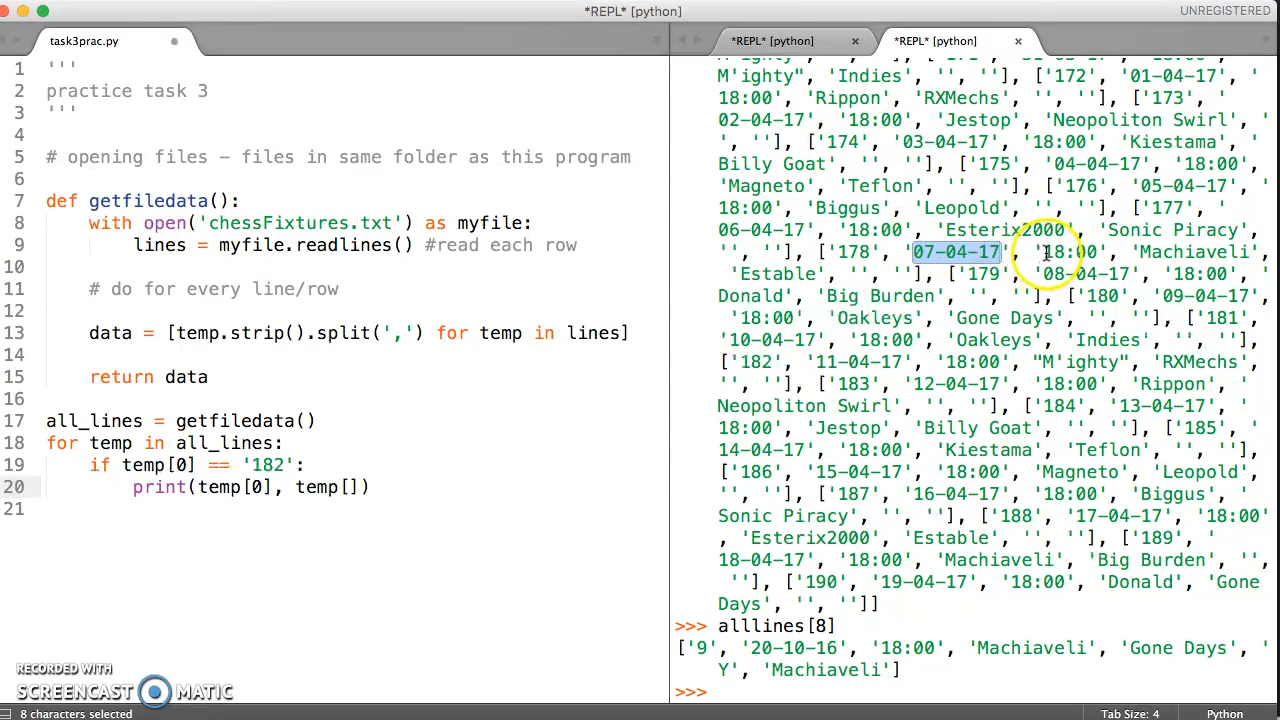 *REPL* [python]
UNREGISTERED
task3prac.py
*REPL* [python]
*REPL* [python]
1 '''
2 practice task 3
3 '''
4
5 # opening files - files in same folder as this program
6
7 def getfiledata():
8 with open('chessFixtures.txt') as myfile:
9 lines = myfile.readlines() #read each row
10
11 # do for every line/row
12
13 data = [temp.strip().split(',') for temp in lines]
14
15 return data
16
17 all_lines = getfiledata()
18 for temp in all_lines:
19 if temp[0] == '182':
20 print(temp[0], temp[])
21
M'ighty", 'Indies', '', ''], ['172', '01-04-17', '
18:00', 'Rippon', 'RXMechs', '', ''], ['173', '
02-04-17', '18:00', 'Jestop', 'Neopoliton Swirl', '
', ''], ['174', '03-04-17', '18:00', 'Kiestama', '
Billy Goat', '', ''], ['175', '04-04-17', '18:00',
'Magneto', 'Teflon', '', ''], ['176', '05-04-17', '
18:00', 'Biggus', 'Leopold', '', ''], ['177', '
06-04-17', '18:00', 'Esterix2000', 'Sonic Piracy',
'', ''], ['178', '07-04-17', '18:00', 'Machiaveli',
'Estable', '', ''], ['179', '08-04-17', '18:00', '
Donald', 'Big Burden', '', ''], ['180', '09-04-17',
'18:00', 'Oakleys', 'Gone Days', '', ''], ['181',
'10-04-17', '18:00', 'Oakleys', 'Indies', '', ''],
['182', '11-04-17', '18:00', "M'ighty", 'RXMechs',
'', ''], ['183', '12-04-17', '18:00', 'Rippon', '
Neopoliton Swirl', '', ''], ['184', '13-04-17', '
18:00', 'Jestop', 'Billy Goat', '', ''], ['185', '
14-04-17', '18:00', 'Kiestama', 'Teflon', '', ''],
['186', '15-04-17', '18:00', 'Magneto', 'Leopold',
'', ''], ['187', '16-04-17', '18:00', 'Biggus', '
Sonic Piracy', '', ''], ['188', '17-04-17', '18:00'
, 'Esterix2000', 'Estable', '', ''], ['189', '
18-04-17', '18:00', 'Machiaveli', 'Big Burden', '',
''], ['190', '19-04-17', '18:00', 'Donald', 'Gone
Days', '', '']]
>>> alllines[8]
['9', '20-10-16', '18:00', 'Machiaveli', 'Gone Days', '
Y', 'Machiaveli']
>>>
RECORDED WITH
SCREENCAST MATIC
8 characters selected
Tab Size: 4
Python